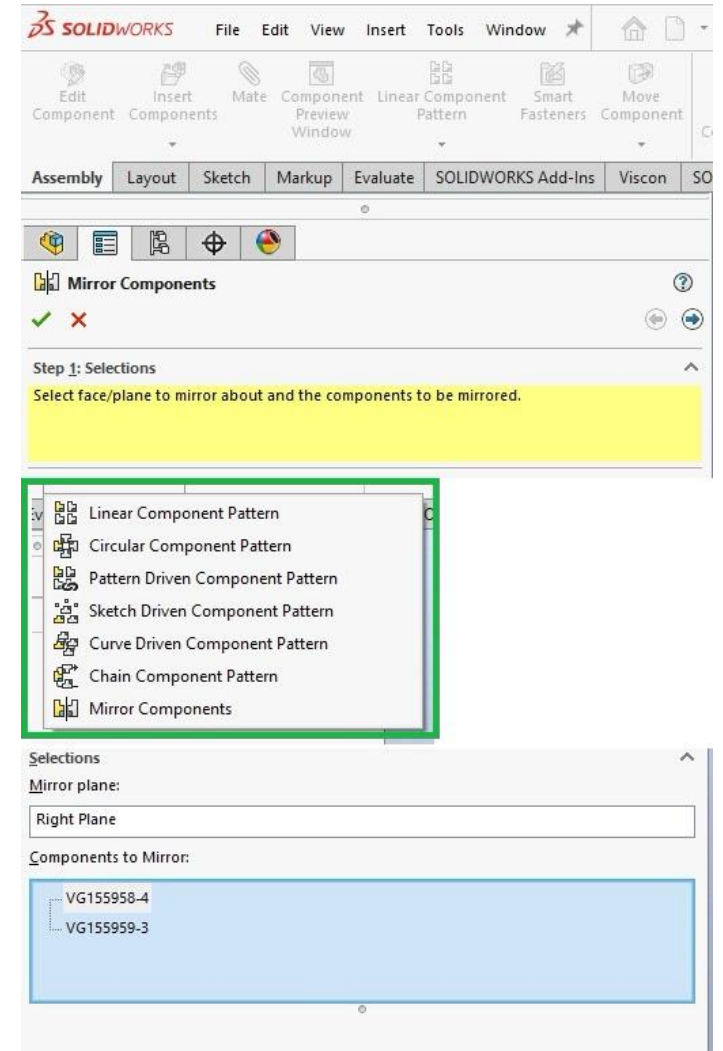 SOLIDWORKS File Edit View Insert Tools Window
Edit Component
Insert Components
Mate
Component Preview Window
Linear Component Pattern
Smart Fasteners
Move Component
Assembly Layout Sketch Markup Evaluate SOLIDWORKS Add-Ins Viscon SO
Mirror Components
Step 1: Selections
Select face/plane to mirror about and the components to be mirrored.
Linear Component Pattern
Circular Component Pattern
Pattern Driven Component Pattern
Sketch Driven Component Pattern
Curve Driven Component Pattern
Chain Component Pattern
Mirror Components
Selections
Mirror plane:
Right Plane
Components to Mirror:
VG155958-4
VG155959-3